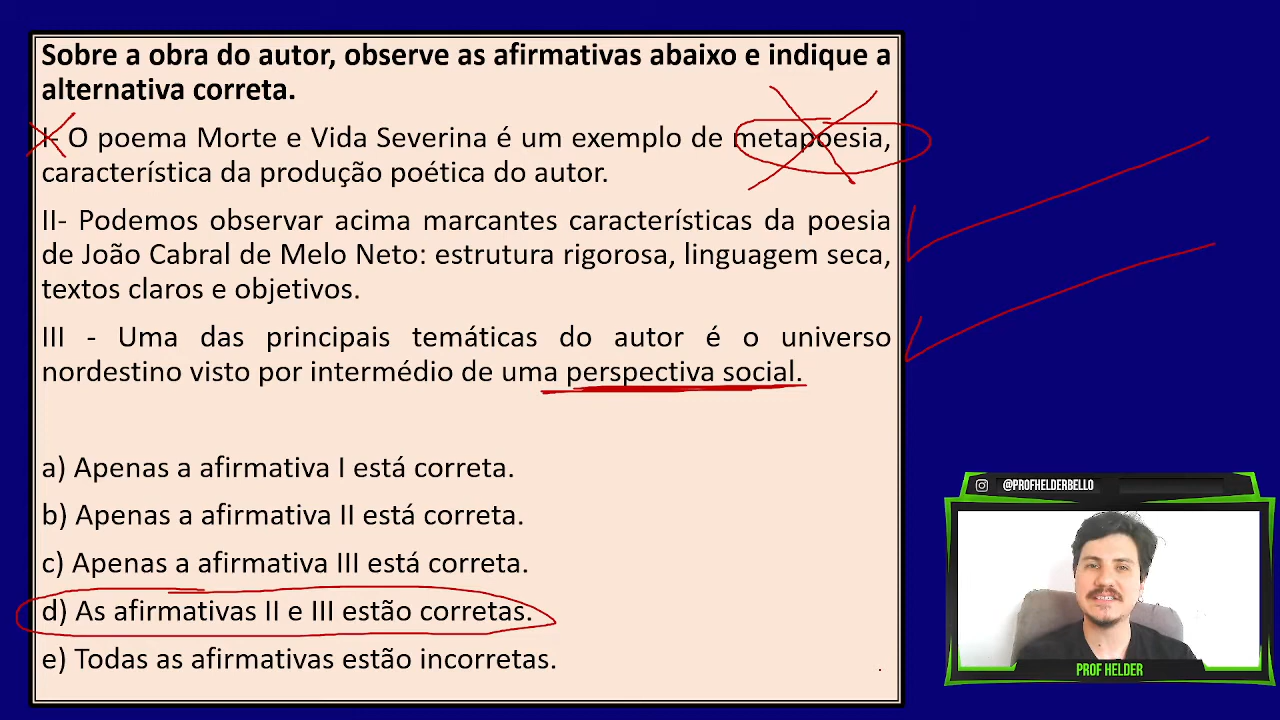 Sobre a obra do autor, observe as afirmativas abaixo e indique a
alternativa correta.
I- O poema Morte e Vida Severina é um exemplo de metapoesia,
característica da produção poética do autor.
II- Podemos observar acima marcantes características da poesia
de João Cabral de Melo Neto: estrutura rigorosa, linguagem seca,
textos claros e objetivos.
III - Uma das principais temáticas do autor é o universo
nordestino visto por intermédio de uma perspectiva social.
a) Apenas a afirmativa I está correta.
b) Apenas a afirmativa II está correta.
c) Apenas a afirmativa III está correta.
d) As afirmativas II e III estão corretas.
e) Todas as afirmativas estão incorretas.
@PROFHELDERBELLO
PROF HELDER